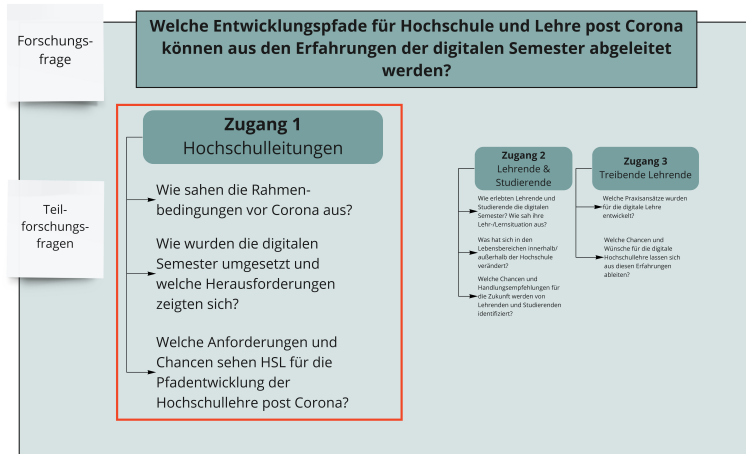 Forschungs-
frage
Welche Entwicklungspfade für Hochschule und Lehre post Corona
können aus den Erfahrungen der digitalen Semester abgeleitet
werden?
Teil-
forschungs-
fragen
Zugang 1
Hochschulleitungen
Wie sahen die Rahmen-
bedingungen vor Corona aus?
Wie wurden die digitalen
Semester umgesetzt und
welche Herausforderungen
zeigten sich?
Welche Anforderungen und
Chancen sehen HSL für die
Pfadentwicklung der
Hochschullehre post Corona?
Zugang 2
Lehrende &
Studierende
Wie erlebten Lehrende und
Studierende die digitalen
Semester? Wie sah ihre
Lehr-/Lernsituation aus?
Was hat sich in den
Lebensbereichen innerhalb/
außerhalb der Hochschule
verändert?
Welche Chancen und
Handlungsempfehlungen für
die Zukunft werden von
Lehrenden und Studierenden
identifiziert?
Zugang 3
Treibende Lehrende
Welche Praxisansätze wurden
für die digitale Lehre
entwickelt?
Welche Chancen und
Wünsche für die digitale
Hochschullehre lassen sich
aus diesen Erfahrungen
ableiten?